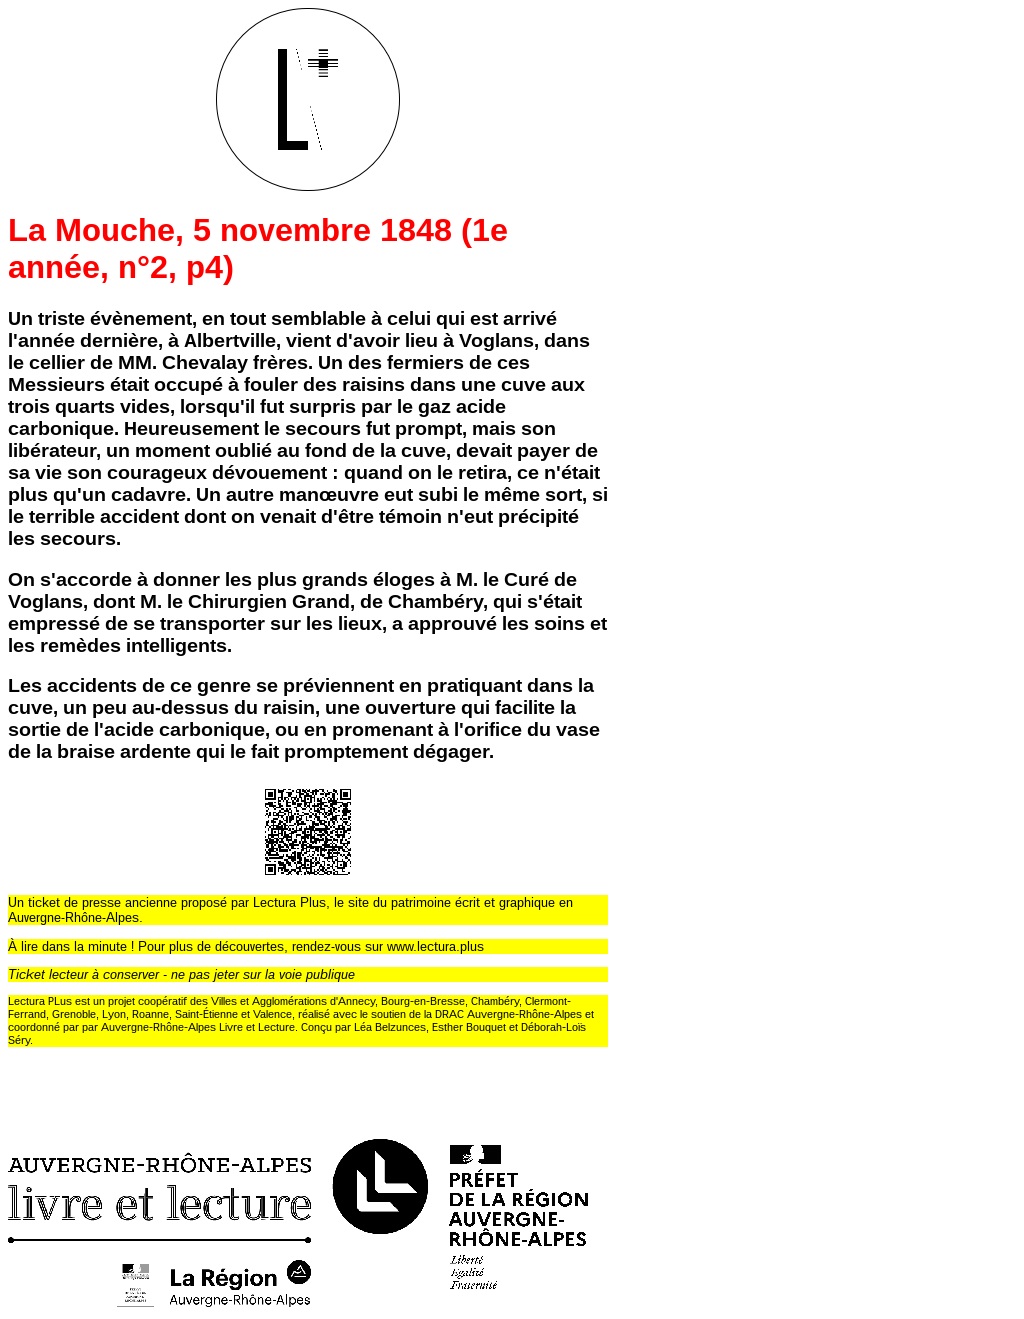 L+
La Mouche, 5 novembre 1848 (1e
année, n°2, p4)
Un triste évènement, en tout semblable à celui qui est arrivé
l'année dernière, à Albertville, vient d'avoir lieu à Voglans, dans
le cellier de MM. Chevalay frères. Un des fermiers de ces
Messieurs était occupé à fouler des raisins dans une cuve aux
trois quarts vides, lorsqu'il fut surpris par le gaz acide
carbonique. Heureusement le secours fut prompt, mais son
libérateur, un moment oublié au fond de la cuve, devait payer de
sa vie son courageux dévouement : quand on le retira, ce n'était
plus qu'un cadavre. Un autre manœuvre eut subi le même sort, si
le terrible accident dont on venait d'être témoin n'eut précipité
les secours.
On s'accorde à donner les plus grands éloges à M. le Curé de
Voglans, dont M. le Chirurgien Grand, de Chambéry, qui s'était
empressé de se transporter sur les lieux, a approuvé les soins et
les remèdes intelligents.
Les accidents de ce genre se préviennent en pratiquant dans la
cuve, un peu au-dessus du raisin, une ouverture qui facilite la
sortie de l'acide carbonique, ou en promenant à l'orifice du vase
de la braise ardente qui le fait promptement dégager.
Un ticket de presse ancienne proposé par Lectura Plus, le site du patrimoine écrit et graphique en
Auvergne-Rhône-Alpes.
À lire dans la minute ! Pour plus de découvertes, rendez-vous sur www.lectura.plus
Ticket lecteur à conserver - ne pas jeter sur la voie publique
Lectura PLus est un projet coopératif des Villes et Agglomérations d'Annecy, Bourg-en-Bresse, Chambéry, Clermont-
Ferrand, Grenoble, Lyon, Roanne, Saint-Étienne et Valence, réalisé avec le soutien de la DRAC Auvergne-Rhône-Alpes et
coordonné par par Auvergne-Rhône-Alpes Livre et Lecture. Conçu par Léa Belzunces, Esther Bouquet et Déborah-Loïs
Séry.
AUVERGNE-RHÔNE-ALPES
livre et lecture
La Région
Auvergne-Rhône-Alpes
PRÉFET
DE LA RÉGION
AUVERGNE-
RHÔNE-ALPES
Liberté
Égalité
Fraternité